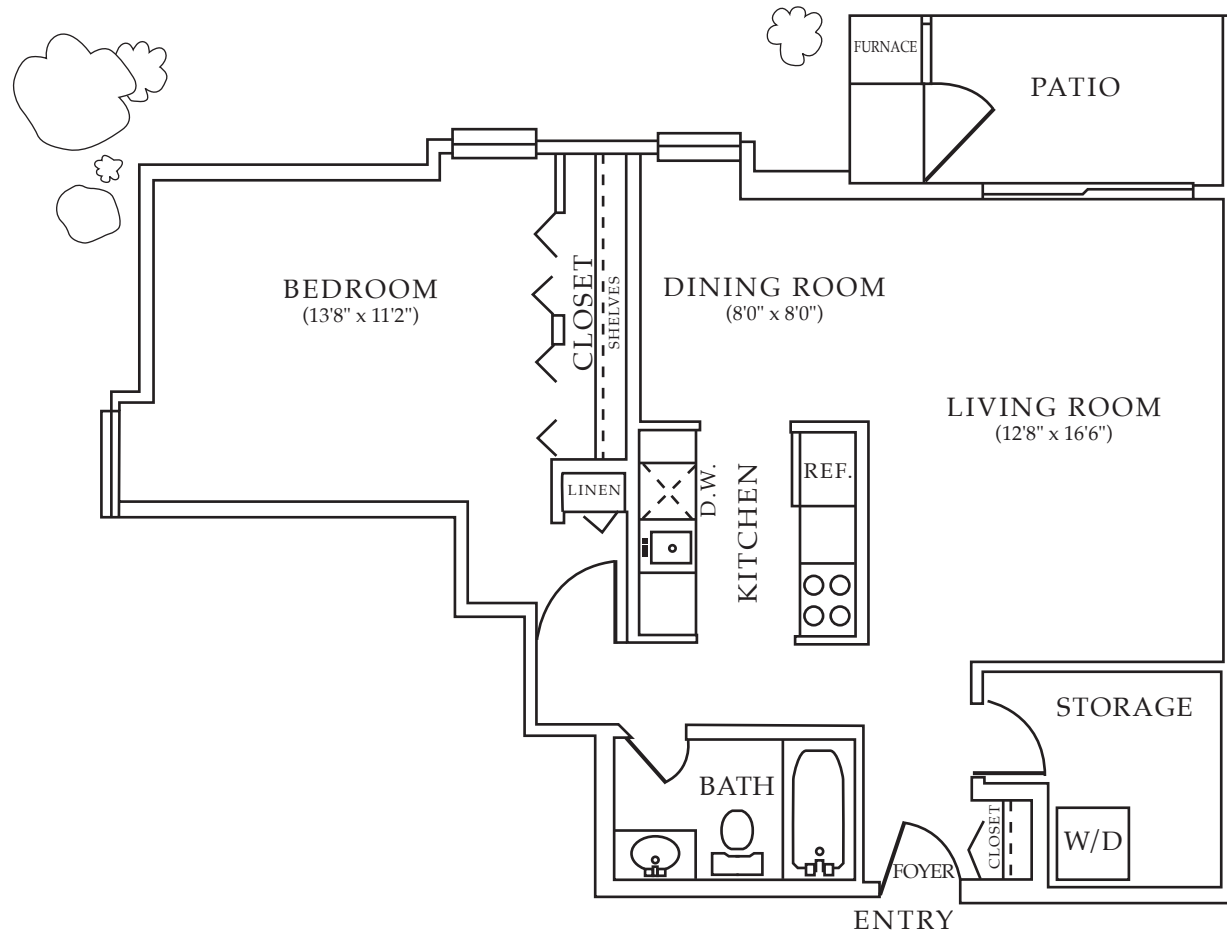 FURNACE
PATIO
BEDROOM
(13'8" x 11'2")
CLOSET
SHELVES
DINING ROOM
(8'0" x 8'0")
LIVING ROOM
(12'8" x 16'6")
LINEN
D.W.
KITCHEN
REF.
STORAGE
BATH
CLOSET
W/D
FOYER
ENTRY